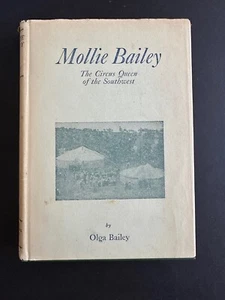 Mollie Bailey
The Circus Queen
of the Southwest
by
Olga Bailey